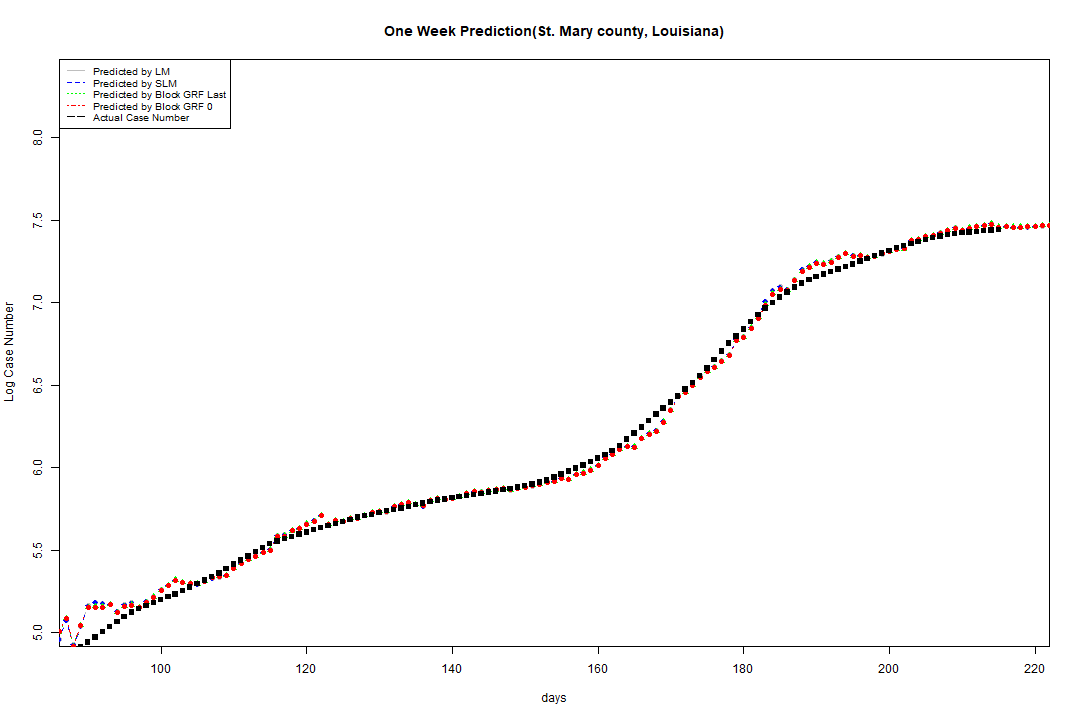 One Week Prediction(St. Mary county, Louisiana)
Predicted by LM
Predicted by SLM
Predicted by Block GRF Last
Predicted by Block GRF 0
Actual Case Number
8.0
7.5
7.0
6.5
6.0
5.5
5.0
Log Case Number
100 120 140 160 180 200 220
days